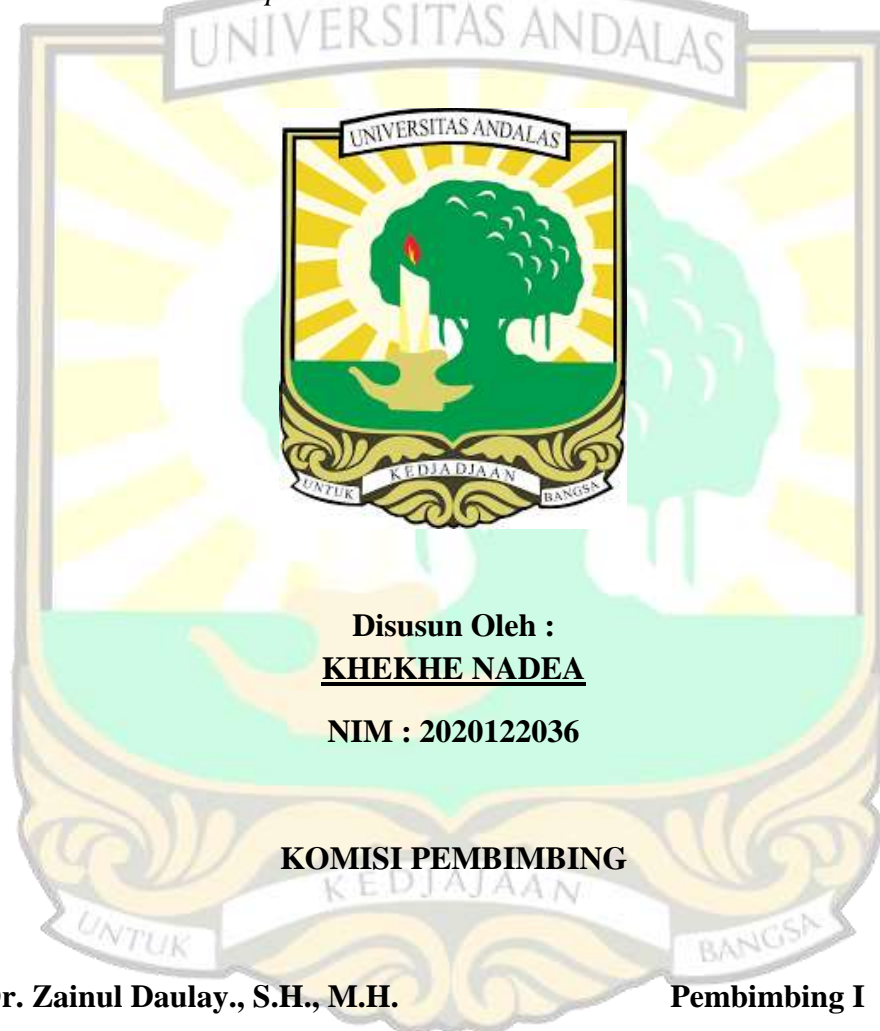 UNIVERSITAS ANDALAS
UNIVERSITAS ANDALAS
UNTUK KEDJADJAAN BANGSA
Disusun Oleh :
KHEKHE NADEA
NIM : 2020122036
KOMISI PEMBIMBING
UNTUK KEDJAJAAN BANGSA
r. Zainul Daulay., S.H., M.H. Pembimbing I